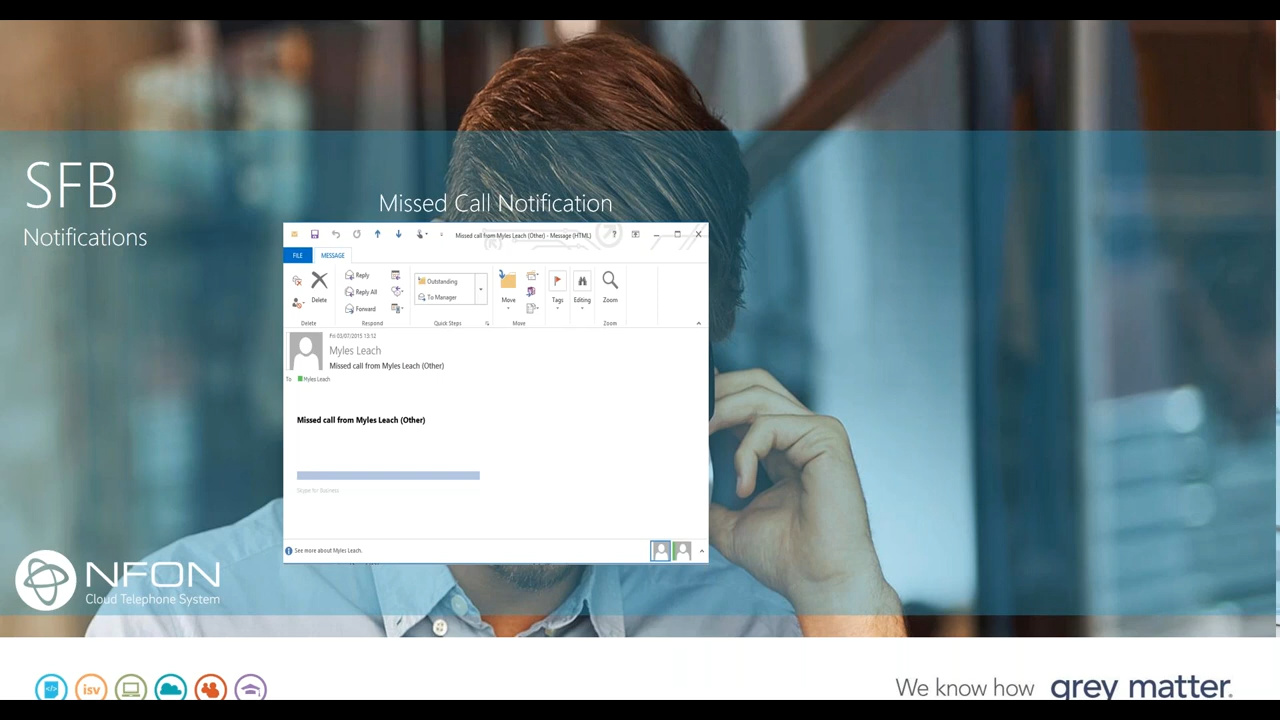 SFB
Notifications
Missed Call Notification
Missed call from Myles Leach (Other) - Message (HTML)
?
FILE
MESSAGE
Delete
Reply
Reply All
Forward
Outstanding
To Manager
Move
Tags
Editing
Zoom
Delete
Respond
Quick Steps
Move
Zoom
Fri 03/07/2015 13:12
Myles Leach
Missed call from Myles Leach (Other)
To Myles Leach
Missed call from Myles Leach (Other)
Skype for Business
See more about Myles Leach.
NFON
Cloud Telephone System
</> isv
We know how grey matter.